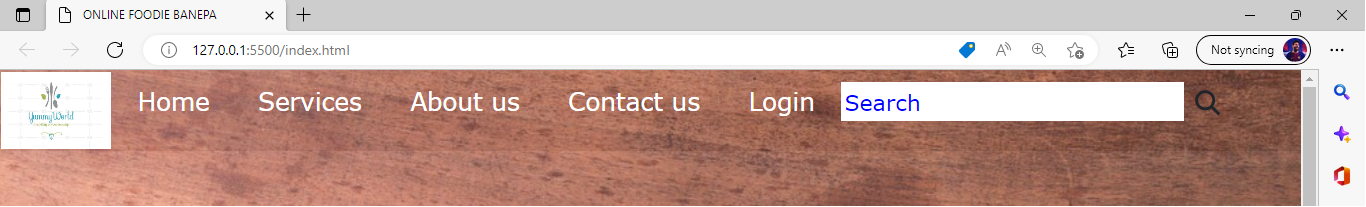 ONLINE FOODIE BANEPA
127.0.0.1:5500/index.html
Not syncing
YummyWorld
Home Services About us Contact us Login Search